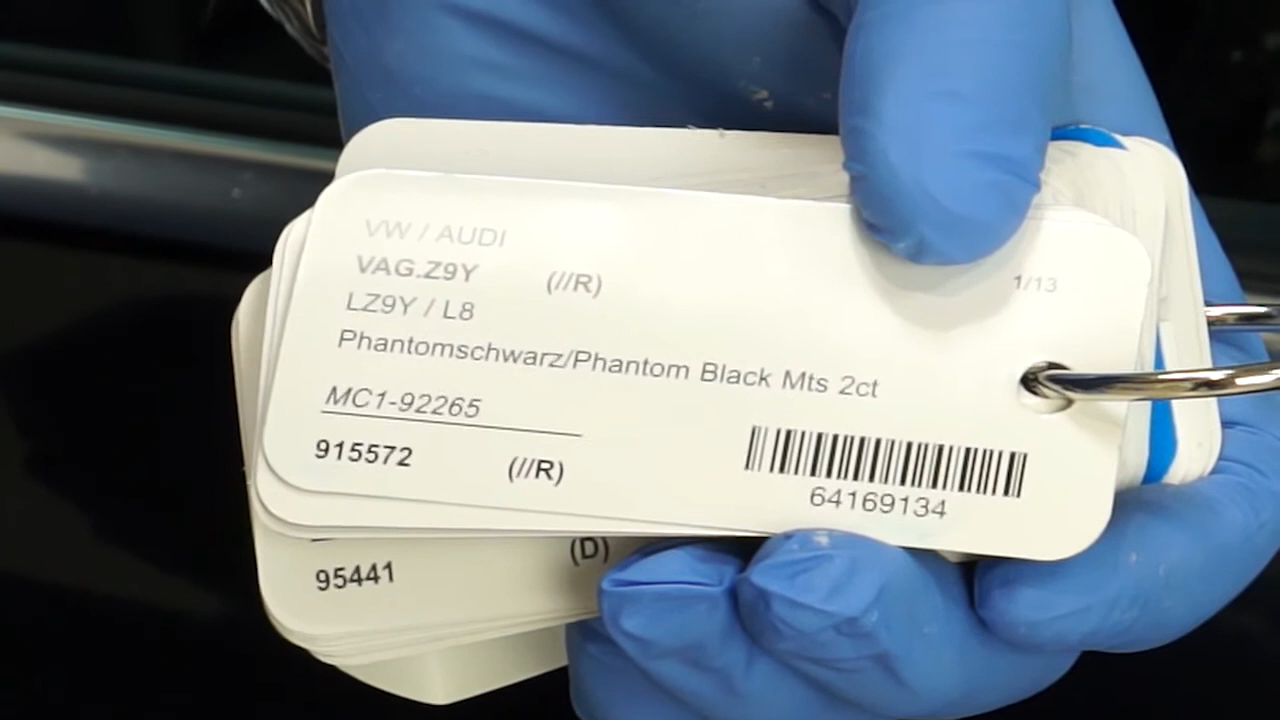 VW / AUDI
VAG.Z9Y (//R) 1/13
LZ9Y / L8
Phantomschwarz/Phantom Black Mts 2ct
MC1-92265
915572 (//R)
64169134
(D)
95441